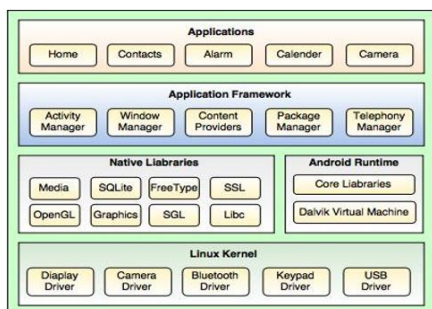 Applications
Home Contacts Alarm Calender Camera
Application Framework
Activity Manager Window Manager Content Providers Package Manager Telephony Manager
Native Liabraries
Media SQLite FreeType SSL
OpenGL Graphics SGL Libc
Android Runtime
Core Liabraries
Dalvik Virtual Machine
Linux Kernel
Diaplay Driver Camera Driver Bluetooth Driver Keypad Driver USB Driver